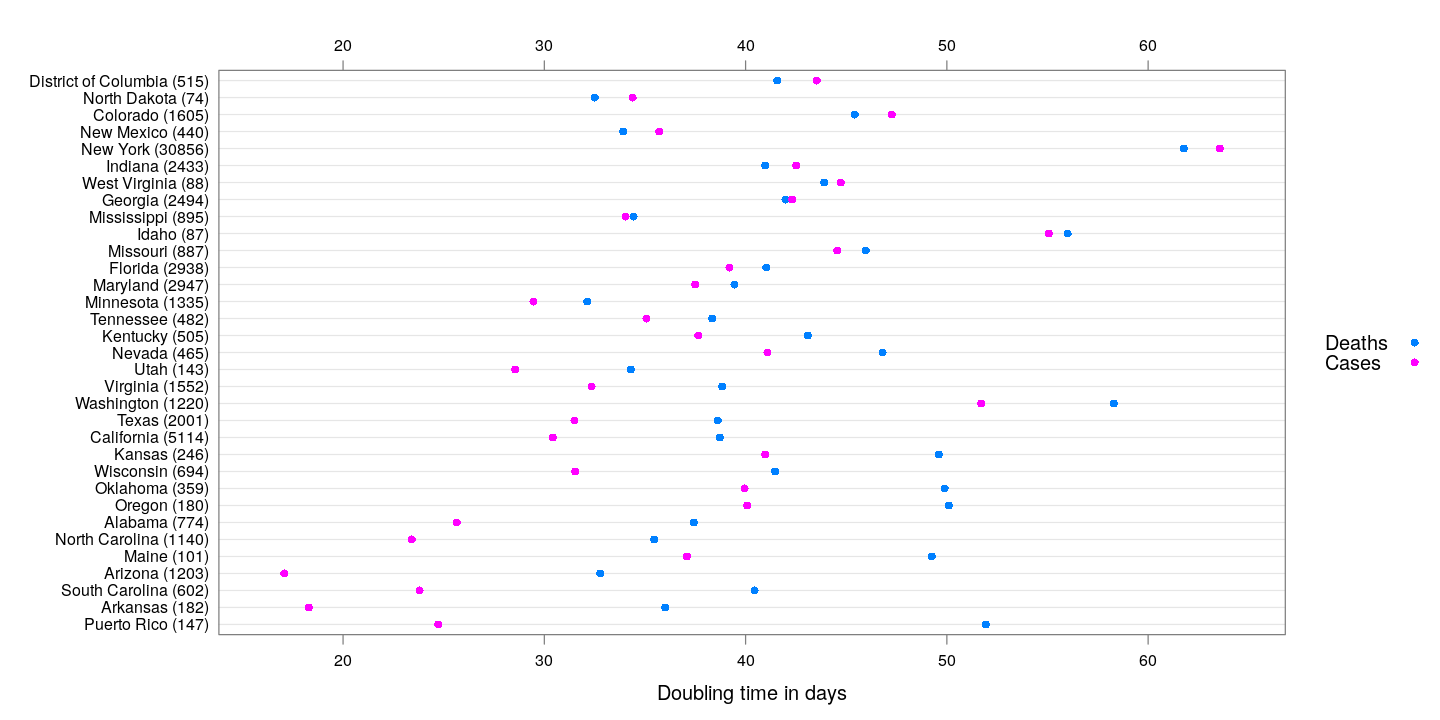 20 30 40 50 60
District of Columbia (515)
North Dakota (74)
Colorado (1605)
New Mexico (440)
New York (30856)
Indiana (2433)
West Virginia (88)
Georgia (2494)
Mississippi (895)
Idaho (87)
Missouri (887)
Florida (2938)
Maryland (2947)
Minnesota (1335)
Tennessee (482)
Kentucky (505)
Nevada (465)
Utah (143)
Virginia (1552)
Washington (1220)
Texas (2001)
California (5114)
Kansas (246)
Wisconsin (694)
Oklahoma (359)
Oregon (180)
Alabama (774)
North Carolina (1140)
Maine (101)
Arizona (1203)
South Carolina (602)
Arkansas (182)
Puerto Rico (147)
20 30 40 50 60
Doubling time in days
Deaths
Cases